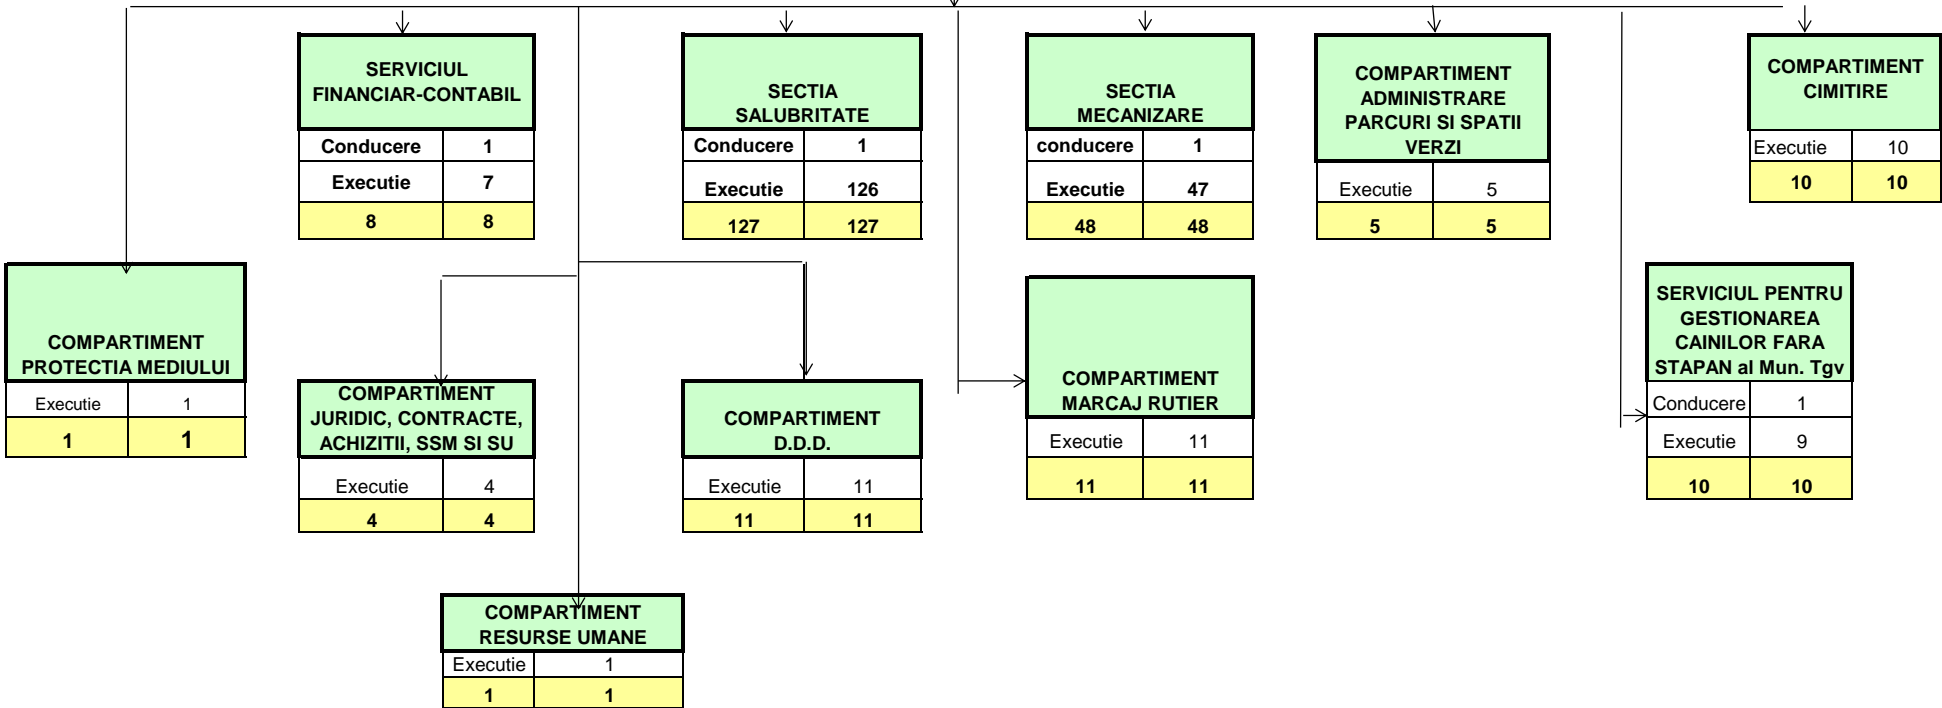 SERVICIUL
FINANCIAR-CONTABIL
Conducere 1
Executie 7
8 8
SECTIA
SALUBRITATE
Conducere 1
Executie 126
127 127
SECTIA
MECANIZARE
conducere 1
Executie 47
48 48
COMPARTIMENT
ADMINISTRARE
PARCURI SI SPATII
VERZI
Executie 5
5 5
COMPARTIMENT
CIMITIRE
Executie 10
10 10
COMPARTIMENT
PROTECTIA MEDIULUI
Executie 1
1 1
COMPARTIMENT
JURIDIC, CONTRACTE,
ACHIZITII, SSM SI SU
Executie 4
4 4
COMPARTIMENT
D.D.D.
Executie 11
11 11
COMPARTIMENT
MARCAJ RUTIER
Executie 11
11 11
SERVICIUL PENTRU
GESTIONAREA
CAINILOR FARA
STAPAN al Mun. Tgv
Conducere 1
Executie 9
10 10
COMPARTIMENT
RESURSE UMANE
Executie 1
1 1